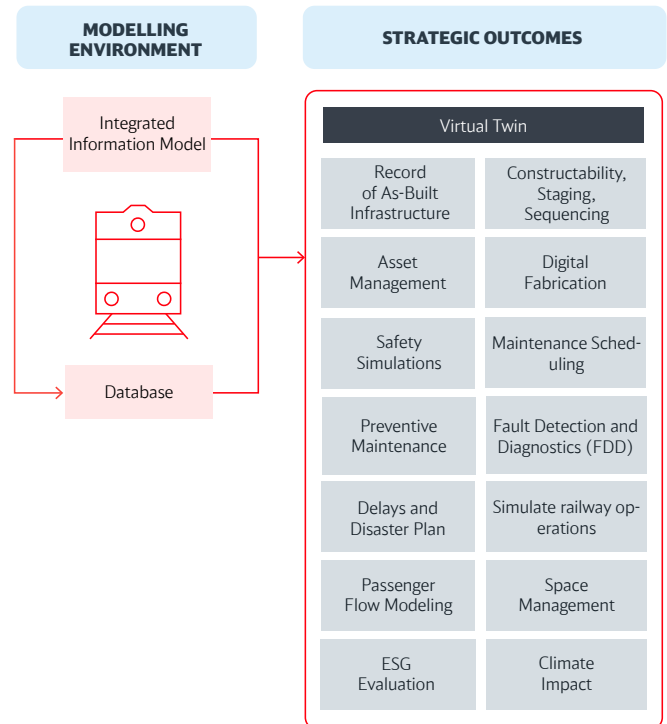 MODELLING
ENVIRONMENT
STRATEGIC OUTCOMES
Integrated
Information Model
Database
Virtual Twin
Record
of As-Built
Infrastructure
Constructability,
Staging,
Sequencing
Asset
Management
Digital
Fabrication
Safety
Simulations
Maintenance Sched-
uling
Preventive
Maintenance
Fault Detection and
Diagnostics (FDD)
Delays and
Disaster Plan
Simulate railway op-
erations
Passenger
Flow Modeling
Space
Management
ESG
Evaluation
Climate
Impact